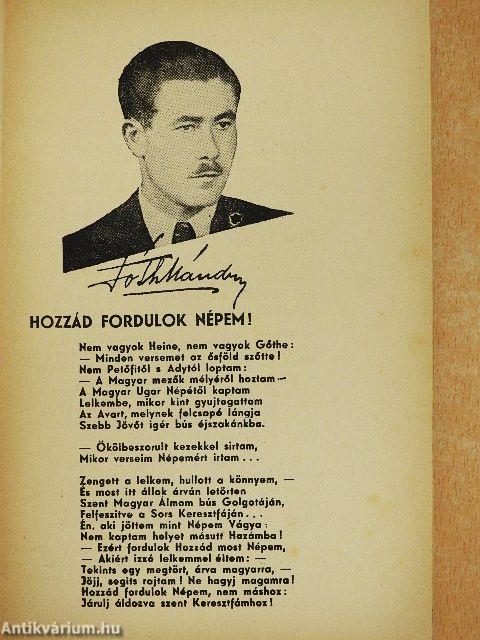 Tóth Nándor
HOZZÁD FORDULOK NÉPEM!
Nem vagyok Heine, nem vagyok Gőthe:
— Minden versemet az ősföld szőtte!
Nem Petőfitől s Adytól loptam:
— A Magyar mezők mélyéről hoztam —
A Magyar Ugar Népétől kaptam
Lelkembe, mikor kint gyujtogattam
Az Avart, melynek felcsapó lángja
Szebb Jövőt igér bús éjszakánkba.
— Ökölbeszorult kezekkel sirtam,
Mikor verseim Népemért irtam...
Zengett a lelkem, hullott a könnyem, —
És most itt állok árván letörten
Szent Magyar Álmom bús Golgotáján,
Felfeszitve a Sors Keresztfáján...
Én, aki jöttem mint Népem Vágya:
Nem kaptam helyet másutt Hazámba!
— Ezért fordulok Hozzád most Népem,
— Akiért izzó lelkemmel éltem: —
Tekints egy megtört, árva magyarra, —
Jöjj, segits rajtam! Ne hagyj magamra!
Hozzád fordulok Népem, nem máshoz:
Járulj áldozva szent Keresztfámhoz!
Antikvárium.hu